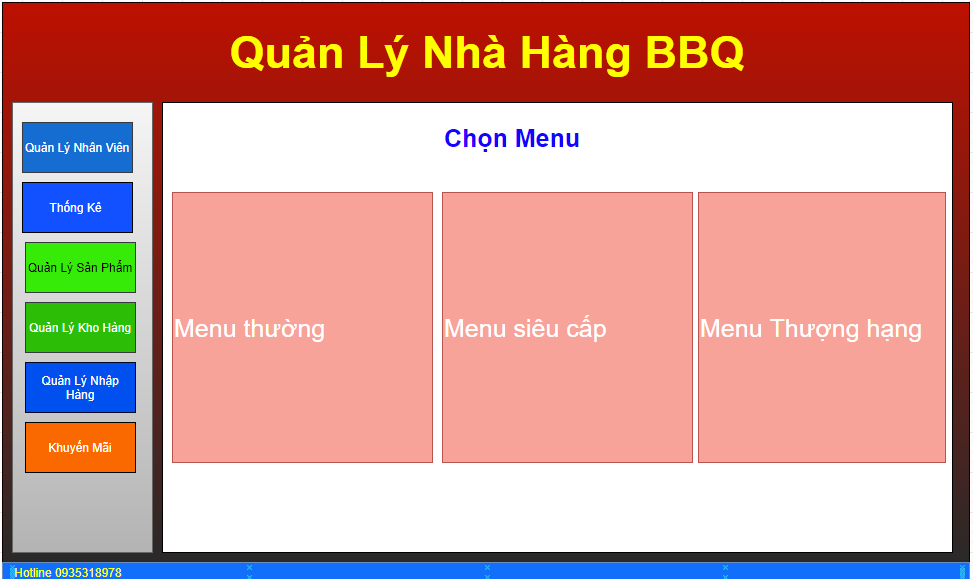 Quản Lý Nhà Hàng BBQ
Quản Lý Nhân Viên
Thống Kê
Quản Lý Sản Phẩm
Quản Lý Kho Hàng
Quản Lý Nhập
Hàng
Khuyến Mãi
Chọn Menu
Menu thường
Menu siêu cấp
Menu Thượng hạng
Hotline 0935318978